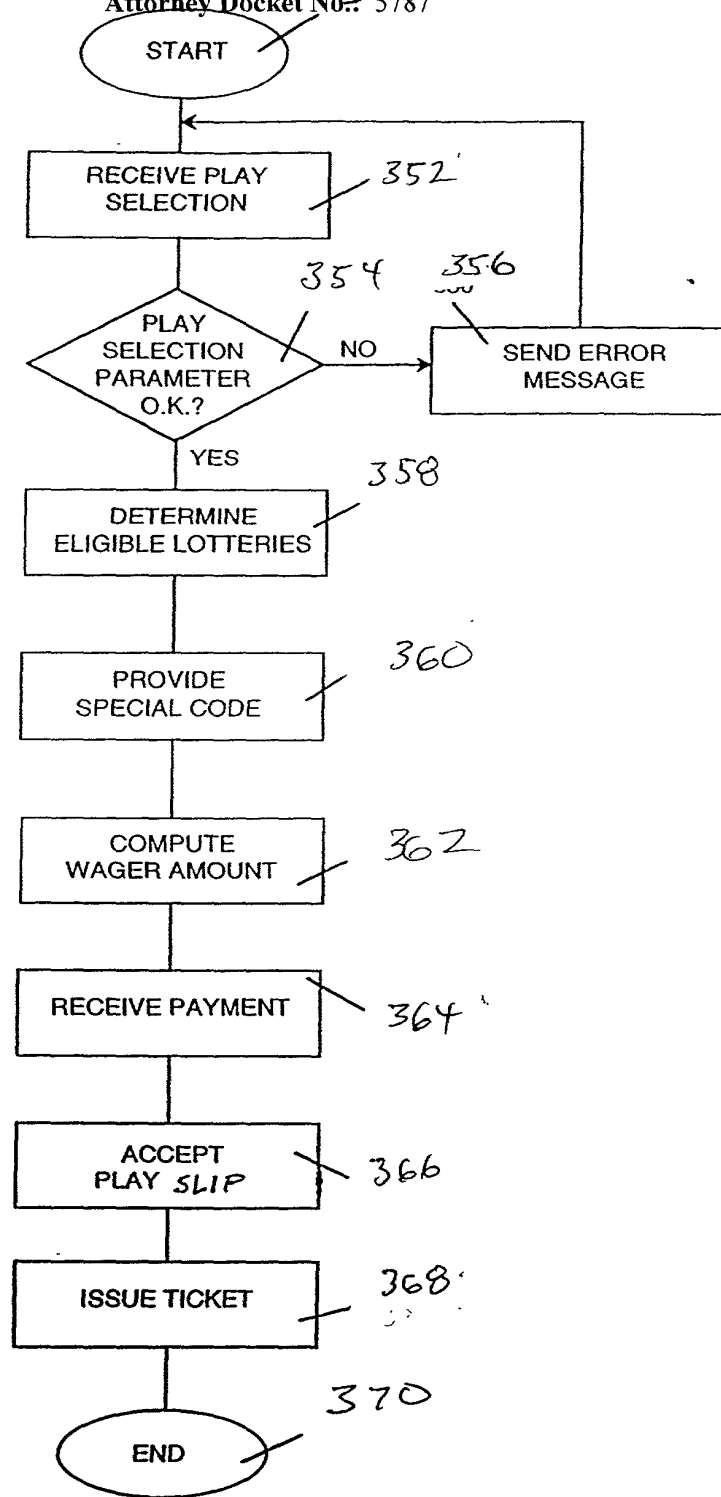 Attorney Docket No.: 5787
START
RECEIVE PLAY
SELECTION
352
354
356
PLAY
SELECTION
PARAMETER
O.K.?
NO
SEND ERROR
MESSAGE
YES
358
DETERMINE
ELIGIBLE LOTTERIES
360
PROVIDE
SPECIAL CODE
COMPUTE
WAGER AMOUNT
362
RECEIVE PAYMENT
364
ACCEPT
PLAY SLIP
366
ISSUE TICKET
368
370
END